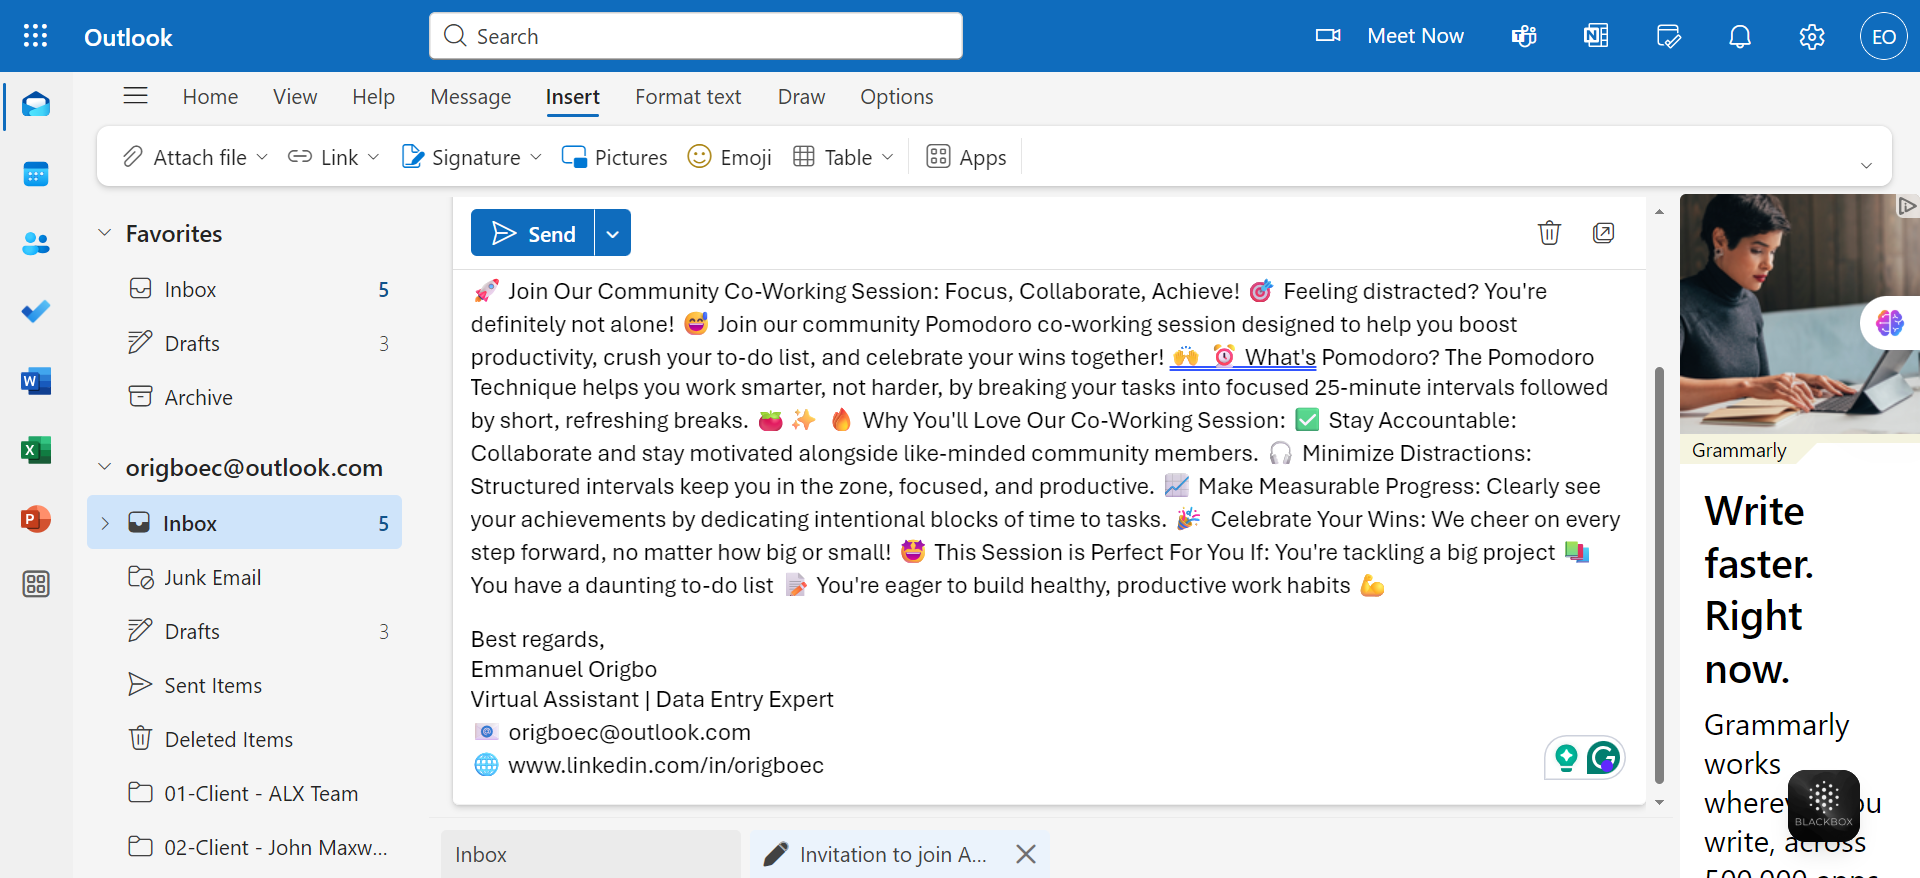 Outlook
Search
Meet Now
EO
Home View Help Message Insert Format text Draw Options
Attach file Link Signature Pictures Emoji Table Apps
Favorites
Inbox 5
Drafts 3
Archive
origboec@outlook.com
Inbox 5
Junk Email
Drafts 3
Sent Items
Deleted Items
01-Client - ALX Team
02-Client - John Maxw...
Send
🚀 Join Our Community Co-Working Session: Focus, Collaborate, Achieve! 🎯 Feeling distracted? You're
definitely not alone! 😅 Join our community Pomodoro co-working session designed to help you boost
productivity, crush your to-do list, and celebrate your wins together! 🙌 ⏰ What's Pomodoro? The Pomodoro
Technique helps you work smarter, not harder, by breaking your tasks into focused 25-minute intervals followed
by short, refreshing breaks. 🍅 ✨ 🔥 Why You'll Love Our Co-Working Session: ✅ Stay Accountable:
Collaborate and stay motivated alongside like-minded community members. 🎧 Minimize Distractions:
Structured intervals keep you in the zone, focused, and productive. 📈 Make Measurable Progress: Clearly see
your achievements by dedicating intentional blocks of time to tasks. 🎉 Celebrate Your Wins: We cheer on every
step forward, no matter how big or small! 🤩 This Session is Perfect For You If: You're tackling a big project 📚
You have a daunting to-do list 📝 You're eager to build healthy, productive work habits 💪
Best regards,
Emmanuel Origbo
Virtual Assistant | Data Entry Expert
📧 origboec@outlook.com
🌐 www.linkedin.com/in/origboec
Inbox
Invitation to join A...
Grammarly
Write
faster.
Right
now.
Grammarly
works
write, across
BLACKBOX